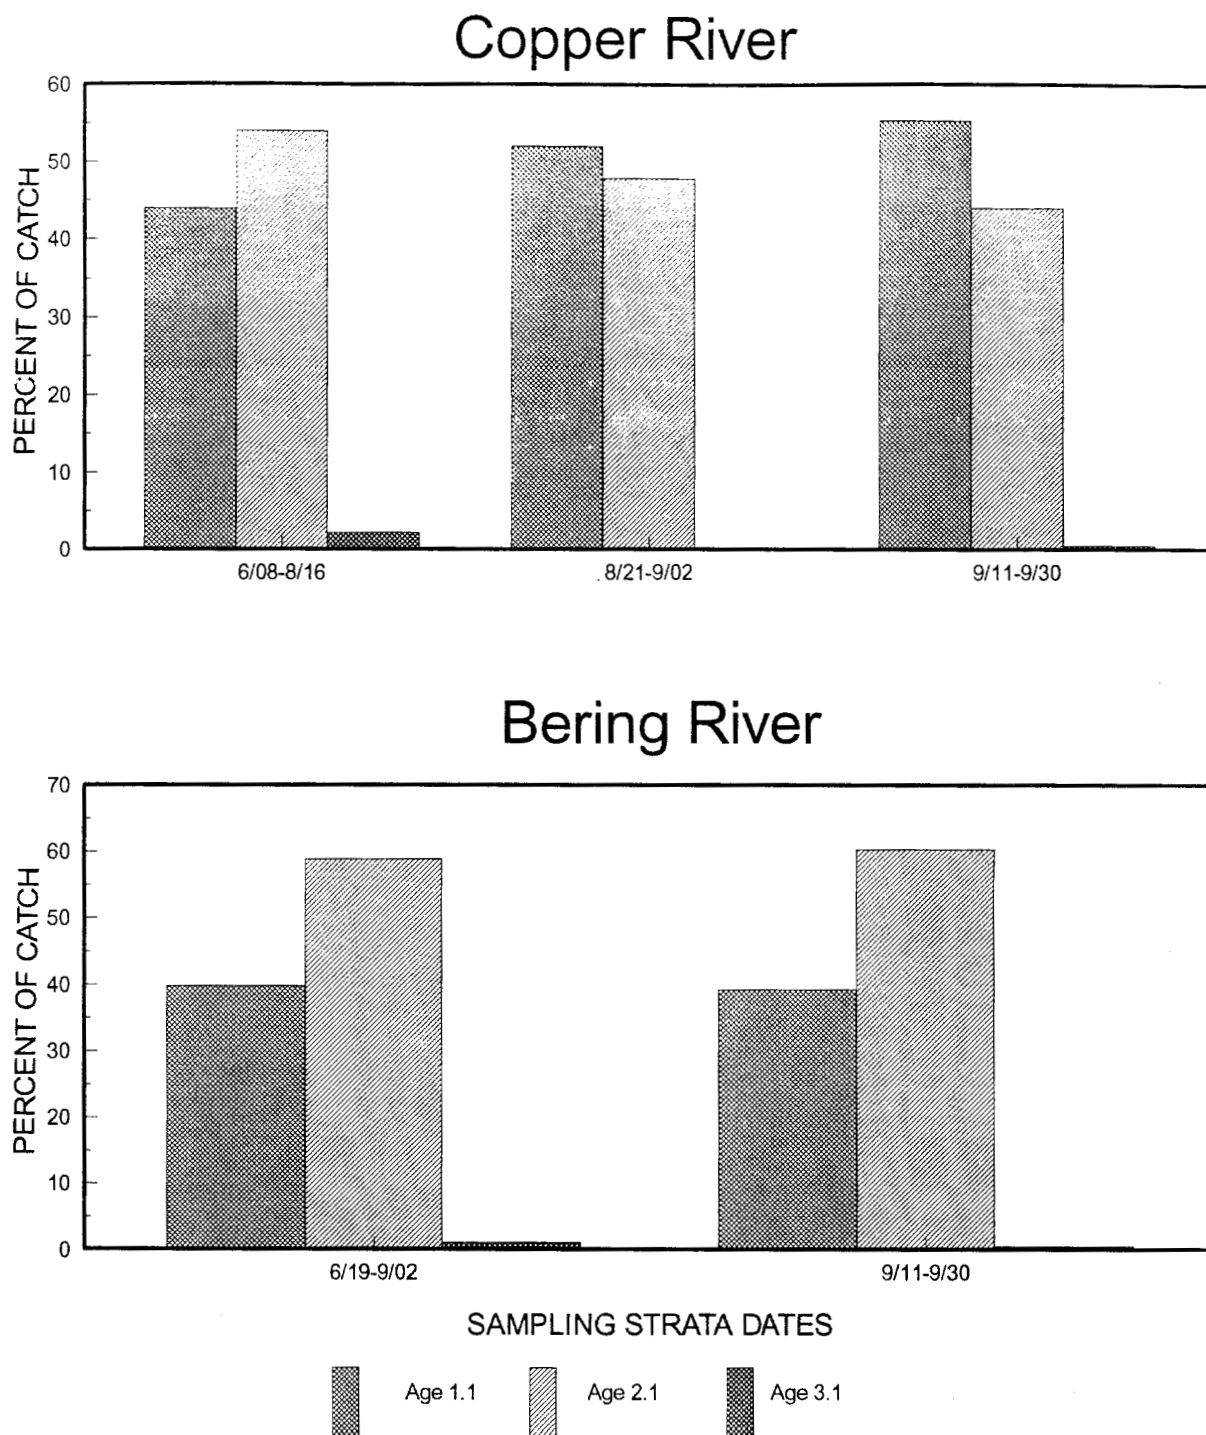 Copper River
60
50
40
30
20
10
0
PERCENT OF CATCH
6/08-8/16 8/21-9/02 9/11-9/30
Bering River
70
60
50
40
30
20
10
0
PERCENT OF CATCH
6/19-9/02 9/11-9/30
SAMPLING STRATA DATES
Age 1.1 Age 2.1 Age 3.1